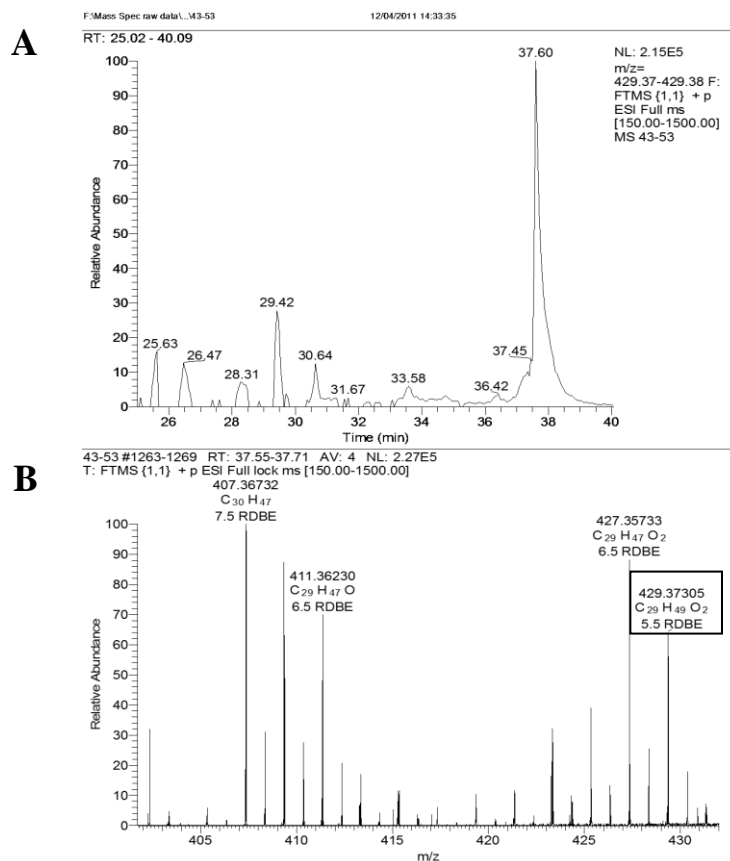 F:\Mass Spec raw data\...\43-53 12/04/2011 14:33:35
A
RT: 25.02 - 40.09
NL: 2.15E5
m/z=
429.37-429.38 F:
FTMS {1,1} + p
ESI Full ms
[150.00-1500.00]
MS 43-53
37.60
29.42
25.63
26.47
28.31
30.64
31.67
33.58
36.42
37.45
Relative Abundance
100
90
80
70
60
50
40
30
20
10
0
26 28 30 32 34 36 38 40
Time (min)
B
43-53 #1263-1269 RT: 37.55-37.71 AV: 4 NL: 2.27E5
T: FTMS {1,1} + p ESI Full lock ms [150.00-1500.00]
407.36732
C30 H47
7.5 RDBE
411.36230
C29 H47 O
6.5 RDBE
427.35733
C29 H47 O2
6.5 RDBE
429.37305
C29 H49 O2
5.5 RDBE
Relative Abundance
100
90
80
70
60
50
40
30
20
10
0
405 410 415 420 425 430
m/z